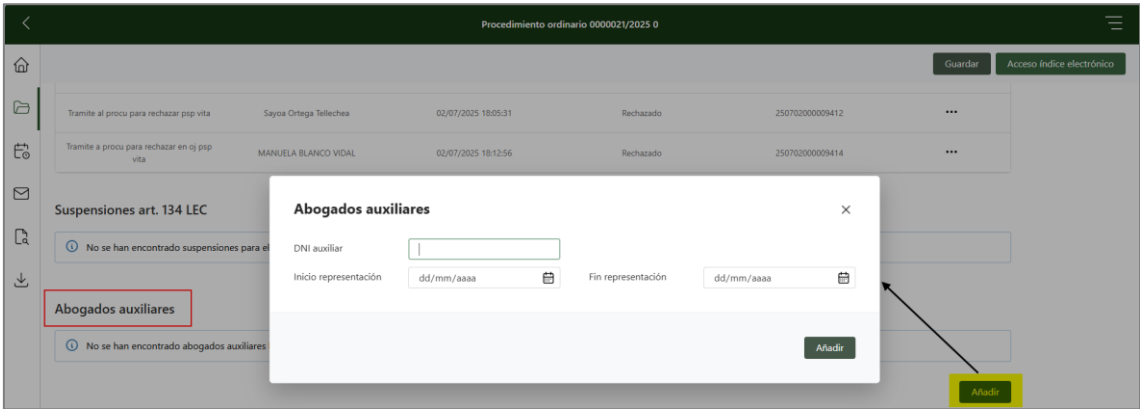 Procedimiento ordinario 0000021/2025 0
Guardar
Acceso índice electrónico
Tramite al procu para rechazar psp vita Sayoa Ortega Tellechea 02/07/2025 18:05:31 Rechazado 250702000009412 •••
Tramite a procu para rechazar en oj psp
vita
MANUELA BLANCO VIDAL 02/07/2025 18:12:56 Rechazado 250702000009414 •••
Suspensiones art. 134 LEC
No se han encontrado suspensiones para el
Abogados auxiliares
No se han encontrado abogados auxiliares
Añadir
Abogados auxiliares
DNI auxiliar
Inicio representación dd/mm/aaaa Fin representación dd/mm/aaaa
Añadir